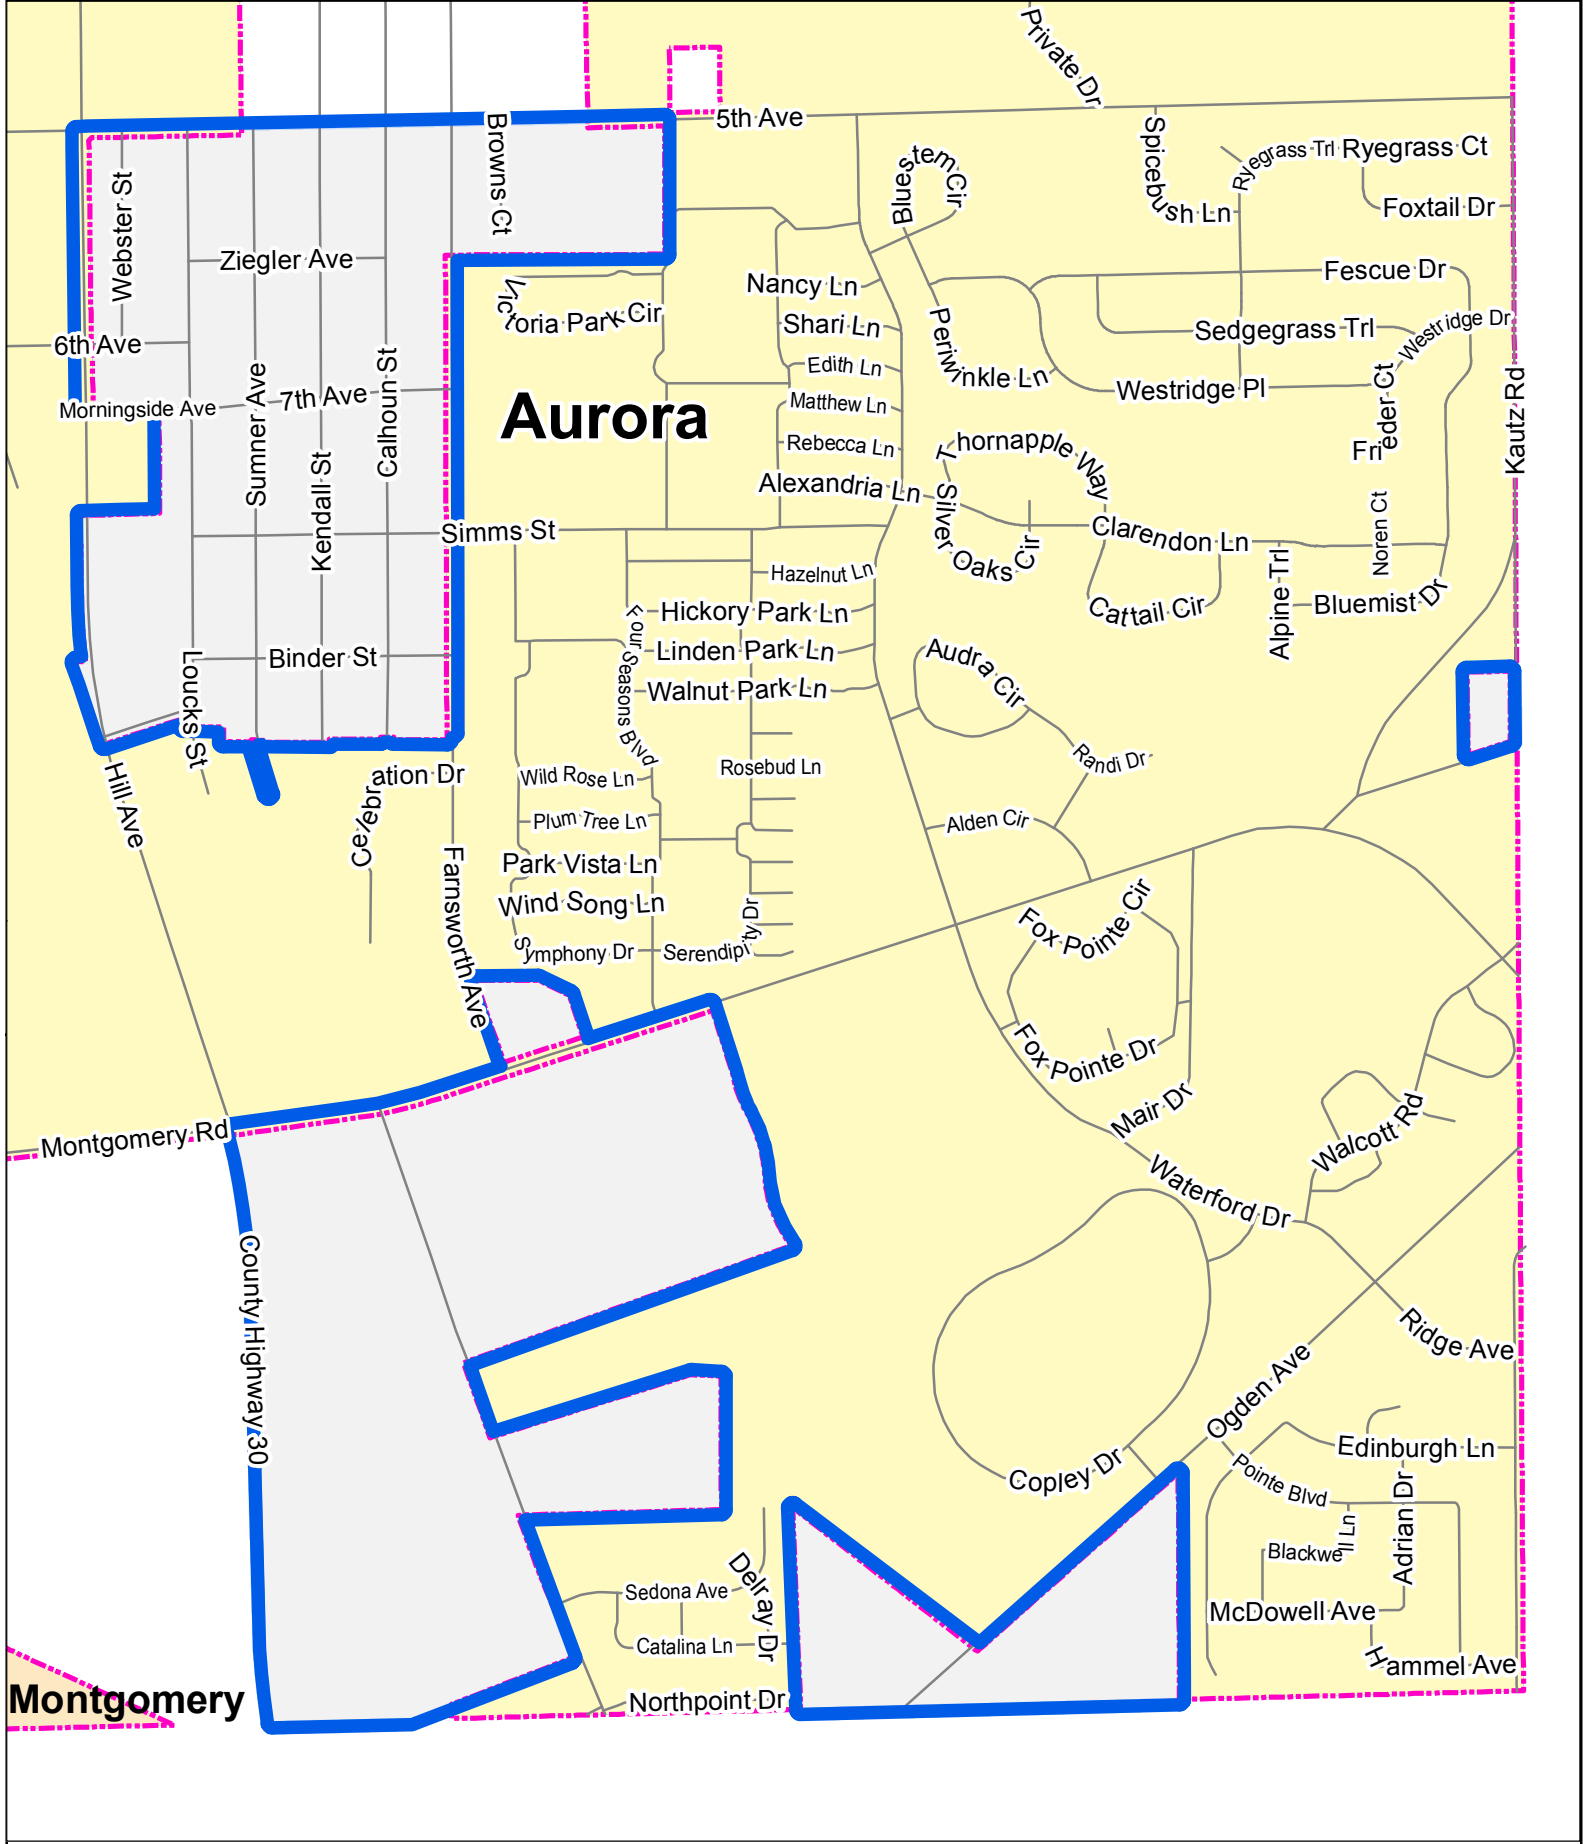 Private Dr
5th Ave
Browns Ct
Bluestem Cir
Spicebush Ln
Ryegrass Trl
Ryegrass Ct
Foxtail Dr
Webster St
Ziegler Ave
Victoria Park Cir
Nancy Ln
Fescue Dr
Shari Ln
Periwinkle Ln
Sedgegrass Trl
Westridge Dr
6th Ave
Edith Ln
Westridge Pl
Frieder Ct
Kautz Rd
Morningside Ave
Sumner Ave
7th Ave
Calhoun St
Aurora
Matthew Ln
Rebecca Ln
Thornapple Way
Kendall St
Alexandria Ln
Silver Oaks Cir
Simms St
Clarendon Ln
Noren Ct
Hazelnut Ln
Alpine Trl
Bluemist Dr
Cattail Cir
Four Seasons Blvd
Hickory Park Ln
Linden Park Ln
Walnut Park Ln
Audra Cir
Binder St
Loucks St
Hill Ave
Celebration Dr
Wild Rose Ln
Rosebud Ln
Randi Dr
Plum Tree Ln
Alden Cir
Farnsworth Ave
Park Vista Ln
Wind Song Ln
Symphony Dr
Serendipity Dr
Fox Pointe Cir
Fox Pointe Dr
Mair Dr
Montgomery Rd
Walcott Rd
Waterford Dr
County Highway 30
Ridge Ave
Ogden Ave
Copley Dr
Edinburgh Ln
Pointe Blvd
Adrian Dr
Blackwell Ln
Sedona Ave
Delray Dr
McDowell Ave
Catalina Ln
Hammel Ave
Montgomery
Northpoint Dr